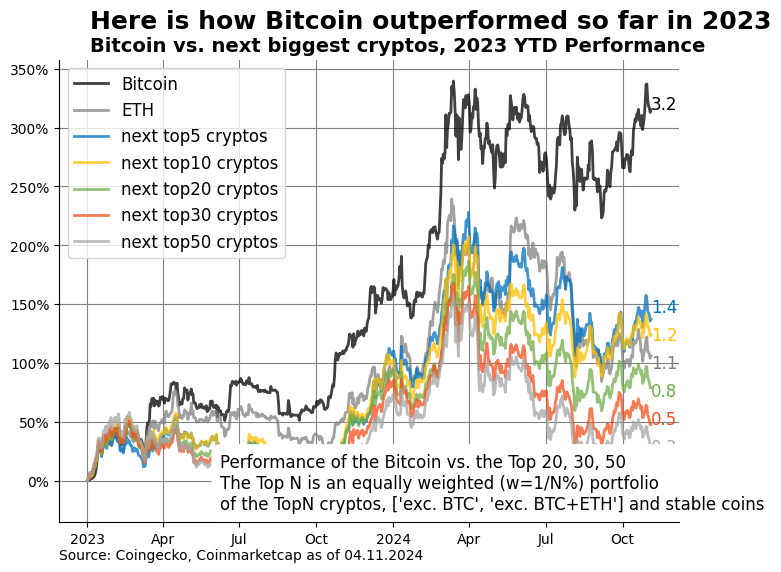 Here is how Bitcoin outperformed so far in 2023
Bitcoin vs. next biggest cryptos, 2023 YTD Performance
350%
300%
250%
200%
150%
100%
50%
0%
Bitcoin
ETH
next top5 cryptos
next top10 cryptos
next top20 cryptos
next top30 cryptos
next top50 cryptos
3.2
1.4
1.2
1.1
0.8
0.5
Performance of the Bitcoin vs. the Top 20, 30, 50
The Top N is an equally weighted (w=1/N%) portfolio
of the TopN cryptos, ['exc. BTC', 'exc. BTC+ETH'] and stable coins
2023 Apr Jul Oct 2024 Apr Jul Oct
Source: Coingecko, Coinmarketcap as of 04.11.2024